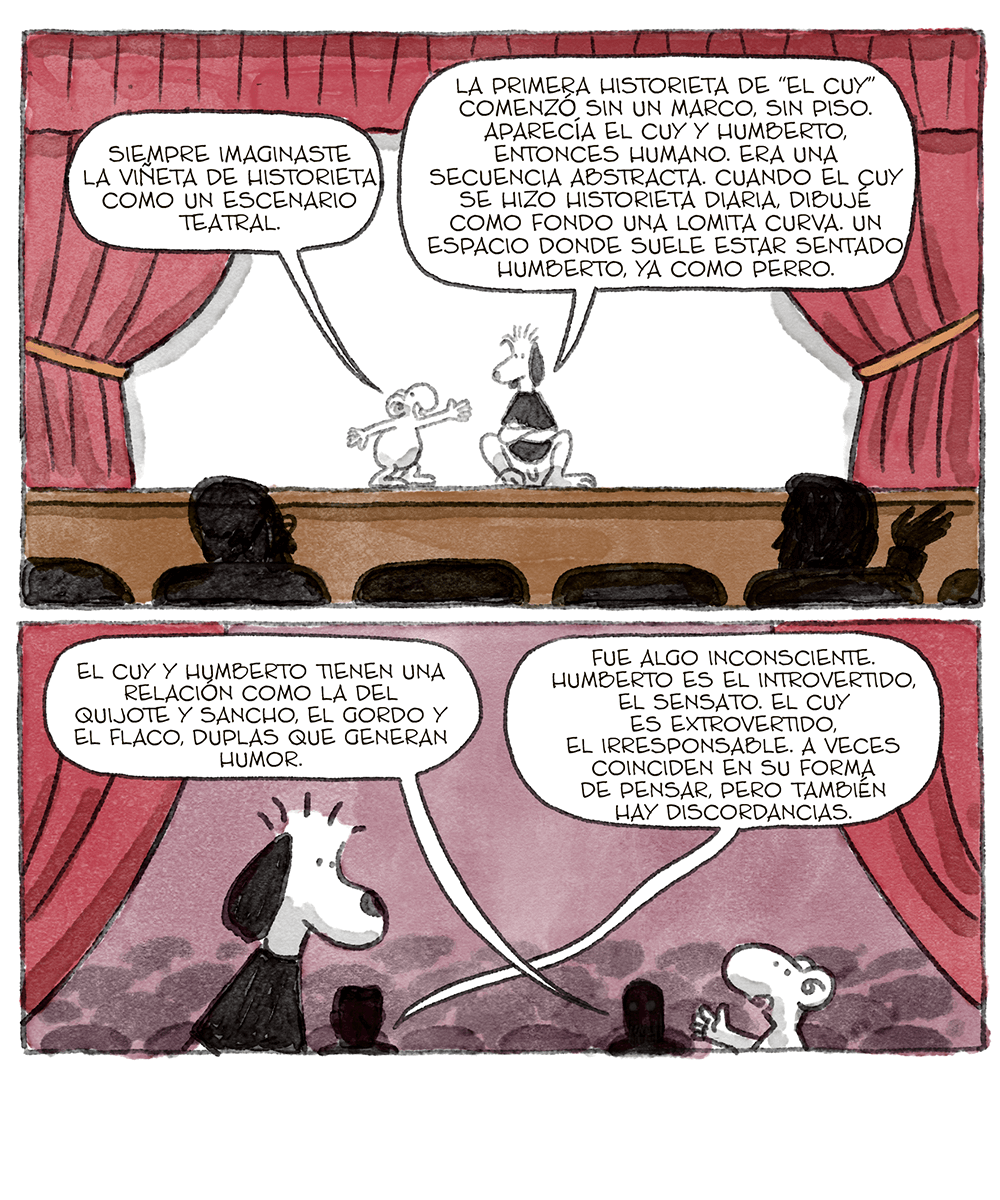 SIEMPRE IMAGINASTE
LA VIÑETA DE HISTORIETA
COMO UN ESCENARIO
TEATRAL.
LA PRIMERA HISTORIETA DE "EL CUY"
COMENZÓ SIN UN MARCO, SIN PISO.
APARECÍA EL CUY Y HUMBERTO,
ENTONCES HUMANO. ERA UNA
SECUENCIA ABSTRACTA. CUANDO EL CUY
SE HIZO HISTORIETA DIARIA, DIBUJÉ
COMO FONDO UNA LOMITA CURVA. UN
ESPACIO DONDE SUELE ESTAR SENTADO
HUMBERTO, YA COMO PERRO.
EL CUY Y HUMBERTO TIENEN UNA
RELACIÓN COMO LA DEL
QUIJOTE Y SANCHO, EL GORDO Y
EL FLACO, DUPLAS QUE GENERAN
HUMOR.
FUE ALGO INCONSCIENTE.
HUMBERTO ES EL INTROVERTIDO,
EL SENSATO. EL CUY
ES EXTROVERTIDO,
EL IRRESPONSABLE. A VECES
COINCIDEN EN SU FORMA
DE PENSAR, PERO TAMBIÉN
HAY DISCORDANCIAS.